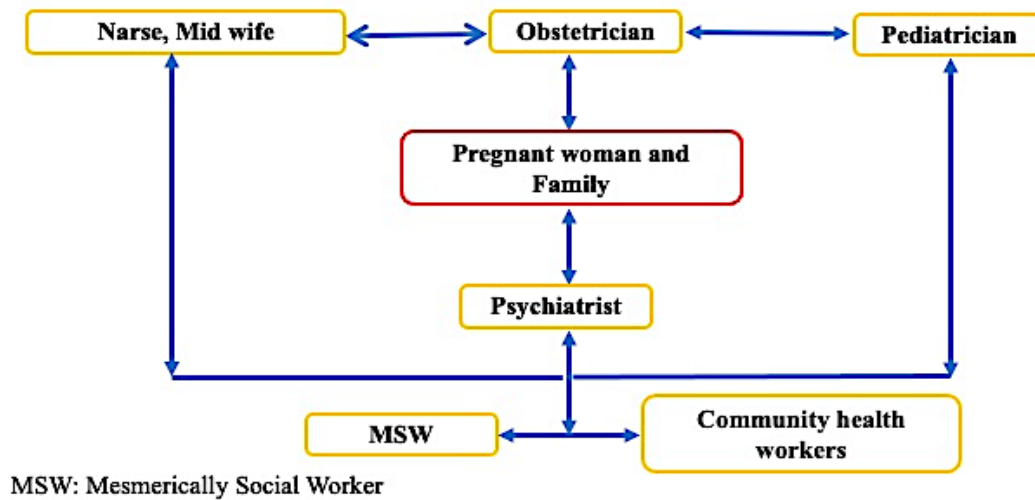 Narse, Mid wife
Obstetrician
Pediatrician
Pregnant woman and
Family
Psychiatrist
MSW
Community health
workers
MSW: Mesmerically Social Worker